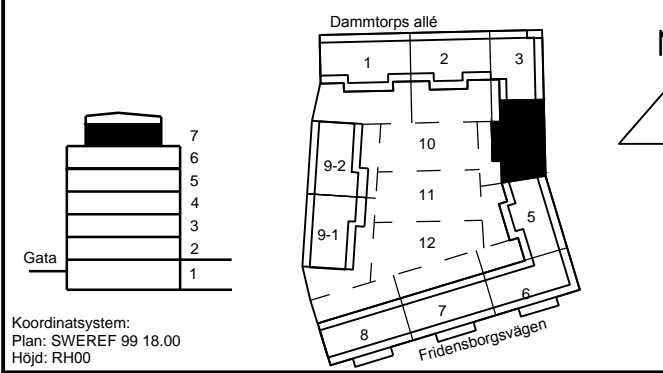 Dammtorps allé
N
1
2
3
7
6
5
4
3
2
1
Gata
10
9-2
11
9-1
5
12
6
7
8
Fridensborgsvägen
Koordinatsystem:
Plan: SWEREF 99 18.00
Höjd: RH00